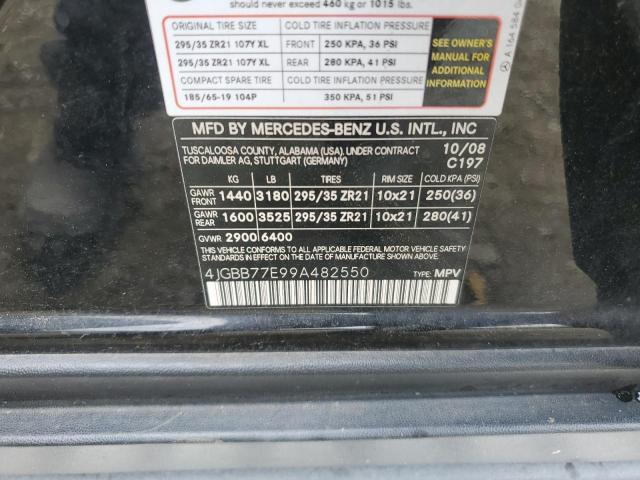 should never exceed 460 kg or 1015 lbs.
ORIGINAL TIRE SIZE COLD TIRE INFLATION PRESSURE
295/35 ZR21 107Y XL FRONT 250 KPA, 36 PSI
295/35 ZR21 107Y XL REAR 280 KPA, 41 PSI
COMPACT SPARE TIRE COLD TIRE INFLATION PRESSURE
185/65-19 104P 350 KPA, 51 PSI
SEE OWNER'S
MANUAL FOR
ADDITIONAL
INFORMATION
A 164 584 04
MFD BY MERCEDES-BENZ U.S. INTL., INC
TUSCALOOSA COUNTY, ALABAMA (USA), UNDER CONTRACT 10/08
FOR DAIMLER AG, STUTTGART (GERMANY) C197
KG LB TIRES RIM SIZE COLD KPA (PSI)
GAWR FRONT 1440 3180 295/35 ZR21 10x21 250(36)
GAWR REAR 1600 3525 295/35 ZR21 10x21 280(41)
GVWR 2900 6400
THIS VEHICLE CONFORMS TO ALL APPLICABLE FEDERAL MOTOR VEHICLE SAFETY AND
THEFT PREVENTION STANDARDS IN EFFECT ON THE DATE OF MANUFACTURE SHOWN ABOVE.
4JGBB77E99A482550 TYPE: MPV